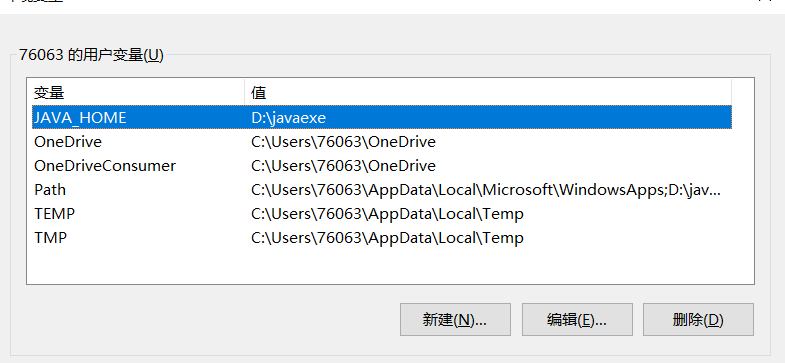 76063 的用户变量(U)
变量 值
JAVA_HOME D:\javaexe
OneDrive C:\Users\76063\OneDrive
OneDriveConsumer C:\Users\76063\OneDrive
Path C:\Users\76063\AppData\Local\Microsoft\WindowsApps;D:\jav...
TEMP C:\Users\76063\AppData\Local\Temp
TMP C:\Users\76063\AppData\Local\Temp
新建(N)... 编辑(E)... 删除(D)